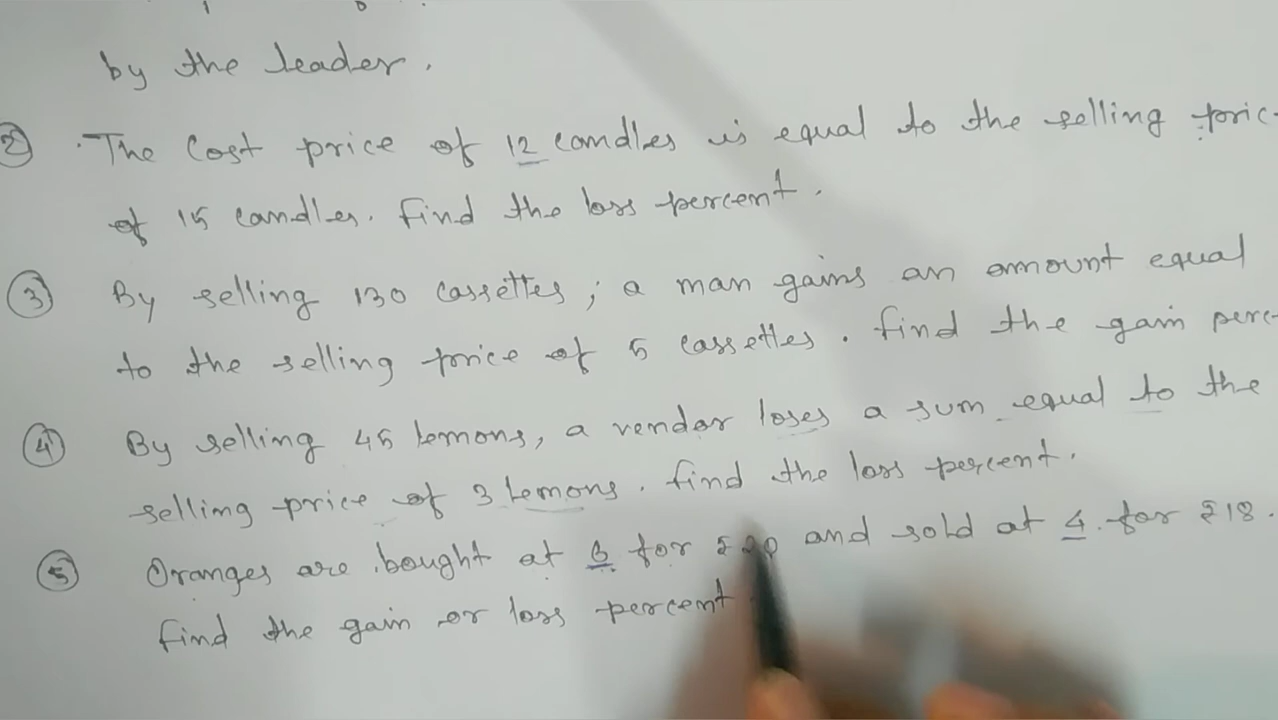 by the leader.
② The Cost price of 12 candles is equal to the selling pric-
of 15 candles. Find the loss percent.
③ By selling 130 cassettes, a man gains an amount equal
to the selling price of 5 cassettes. Find the gain perc-
④ By selling 45 lemons, a vendor loses a sum equal to the
selling price of 3 lemons. Find the loss percent.
⑤ Oranges are bought at 6 for ₹20 and sold at 4 for ₹18.
Find the gain or loss percent